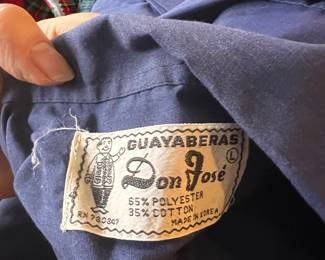 GUAYABERAS
L
Don José
65% POLYESTER
35% COTTON
MADE IN KOREA